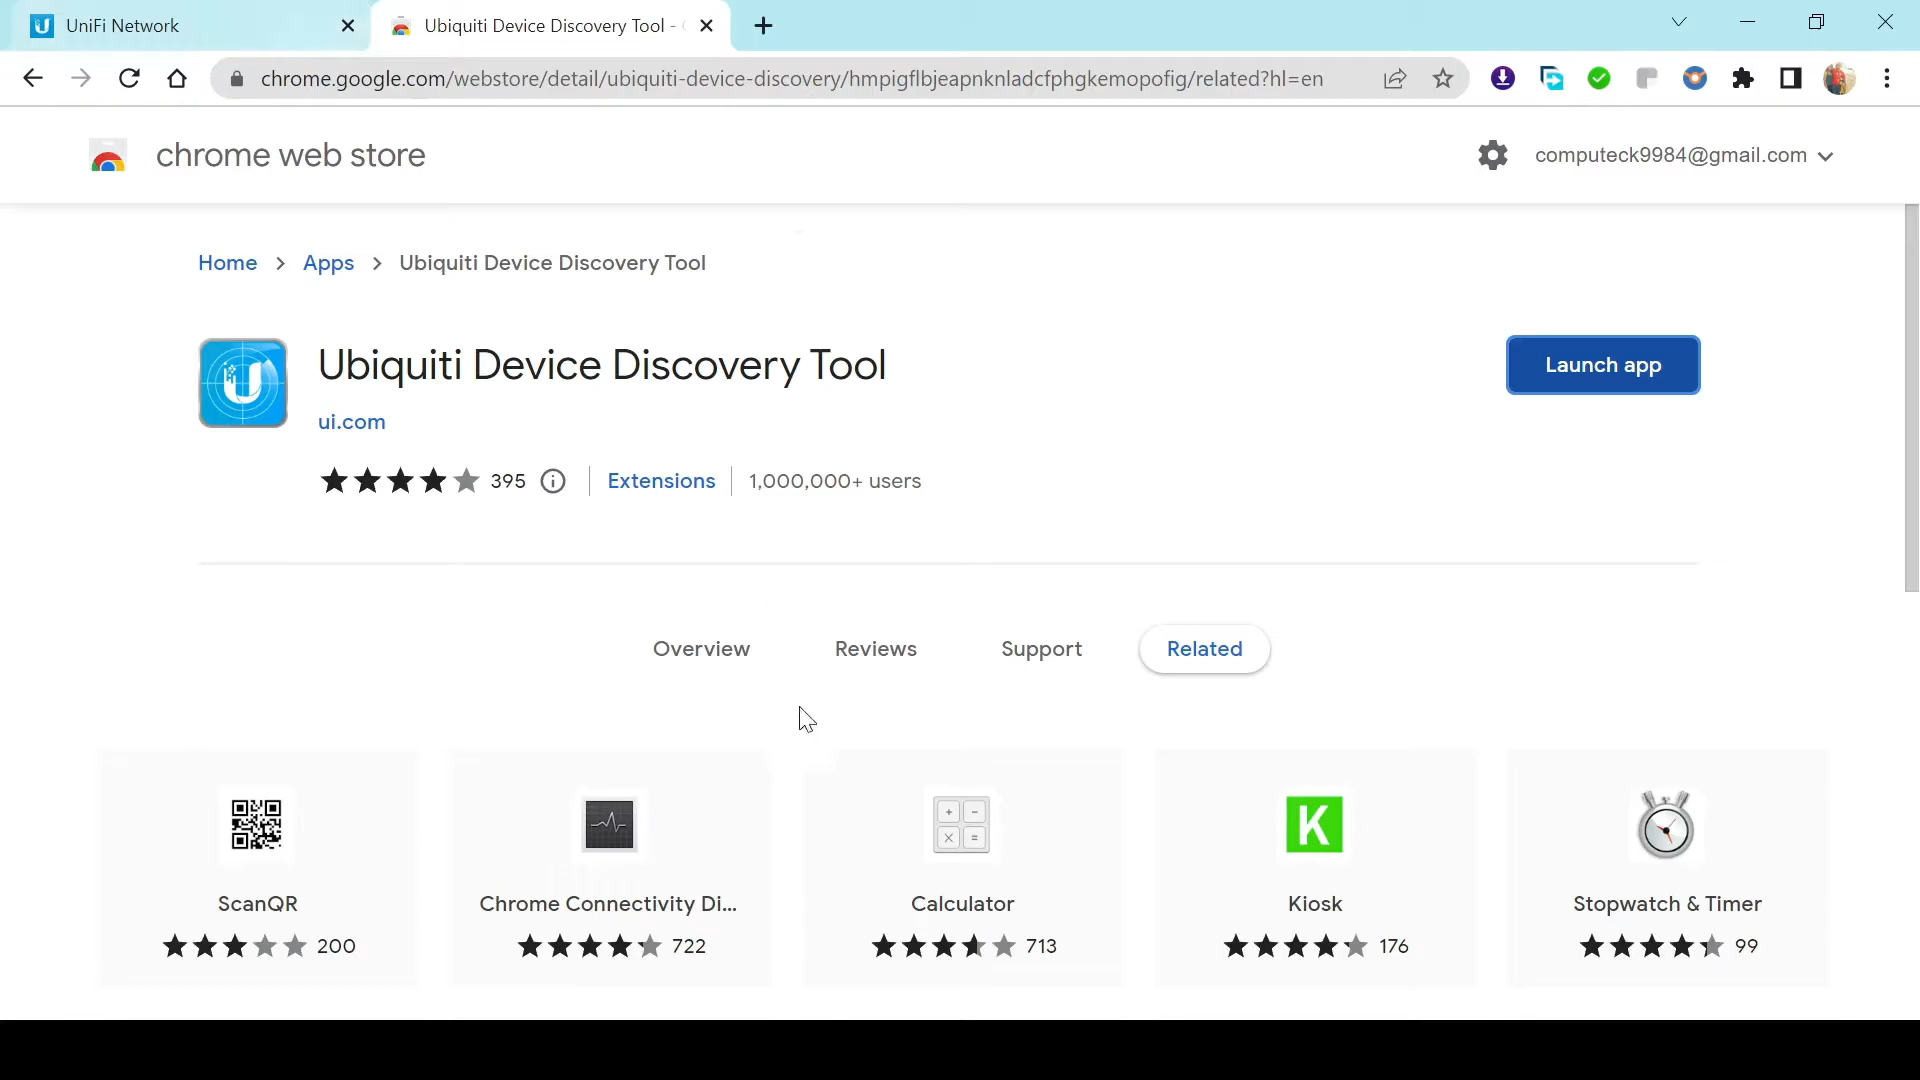 UniFi Network
Ubiquiti Device Discovery Tool -
chrome.google.com/webstore/detail/ubiquiti-device-discovery/hmpigflbjeapnknladcfphgkemopofig/related?hl=en
chrome web store
computeck9984@gmail.com
Home > Apps > Ubiquiti Device Discovery Tool
Ubiquiti Device Discovery Tool
Launch app
ui.com
395
Extensions
1,000,000+ users
Overview
Reviews
Support
Related
K
ScanQR
Chrome Connectivity Di...
Calculator
Kiosk
Stopwatch & Timer
200
722
713
176
99